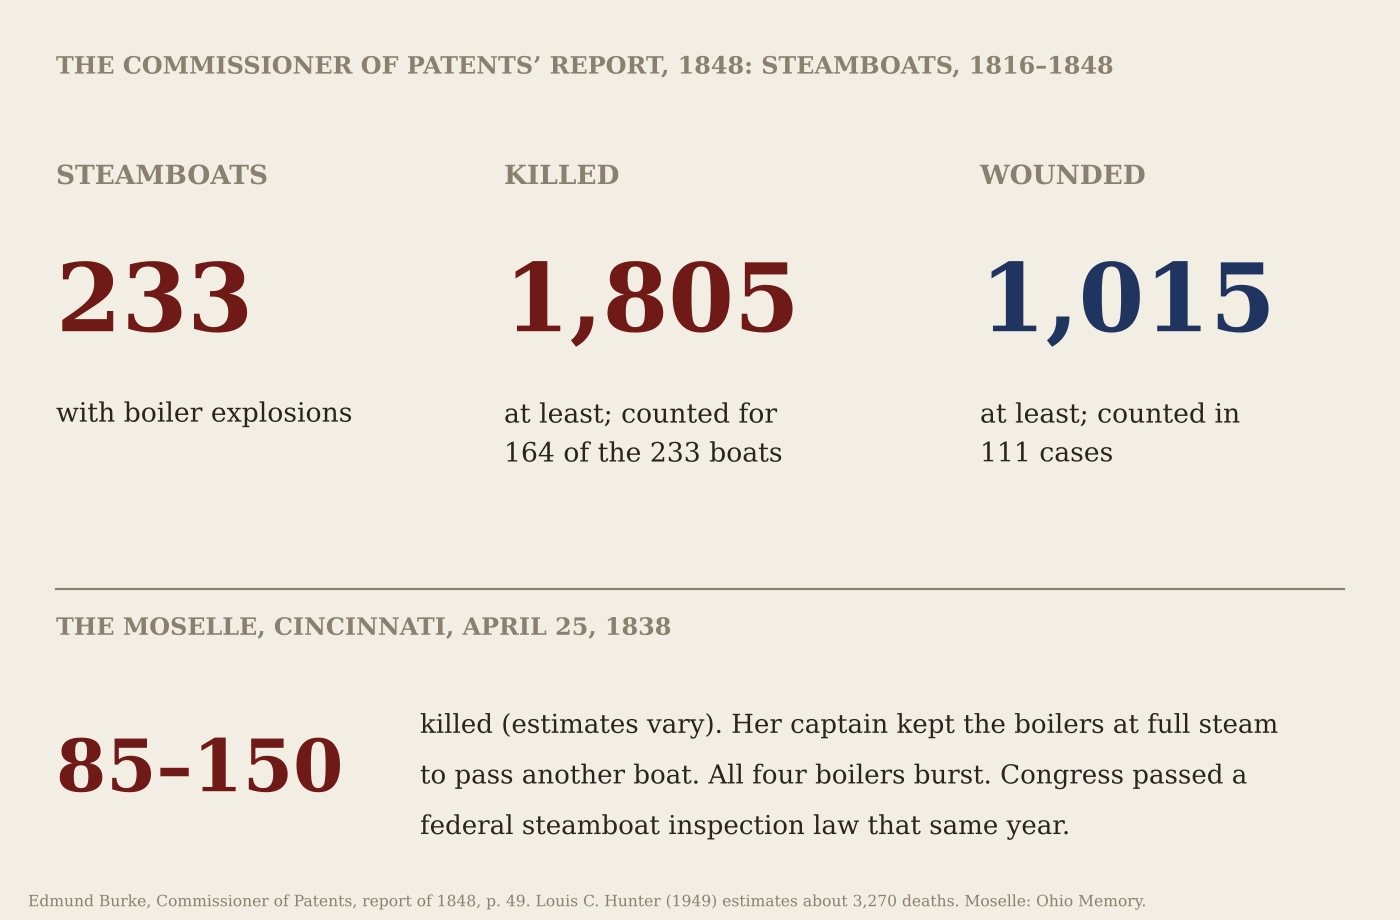 THE COMMISSIONER OF PATENTS’ REPORT, 1848: STEAMBOATS, 1816–1848
STEAMBOATS
KILLED
WOUNDED
233
1,805
1,015
with boiler explosions
at least; counted for
164 of the 233 boats
at least; counted in
111 cases
THE MOSELLE, CINCINNATI, APRIL 25, 1838
85–150
killed (estimates vary). Her captain kept the boilers at full steam
to pass another boat. All four boilers burst. Congress passed a
federal steamboat inspection law that same year.
Edmund Burke, Commissioner of Patents, report of 1848, p. 49. Louis C. Hunter (1949) estimates about 3,270 deaths. Moselle: Ohio Memory.